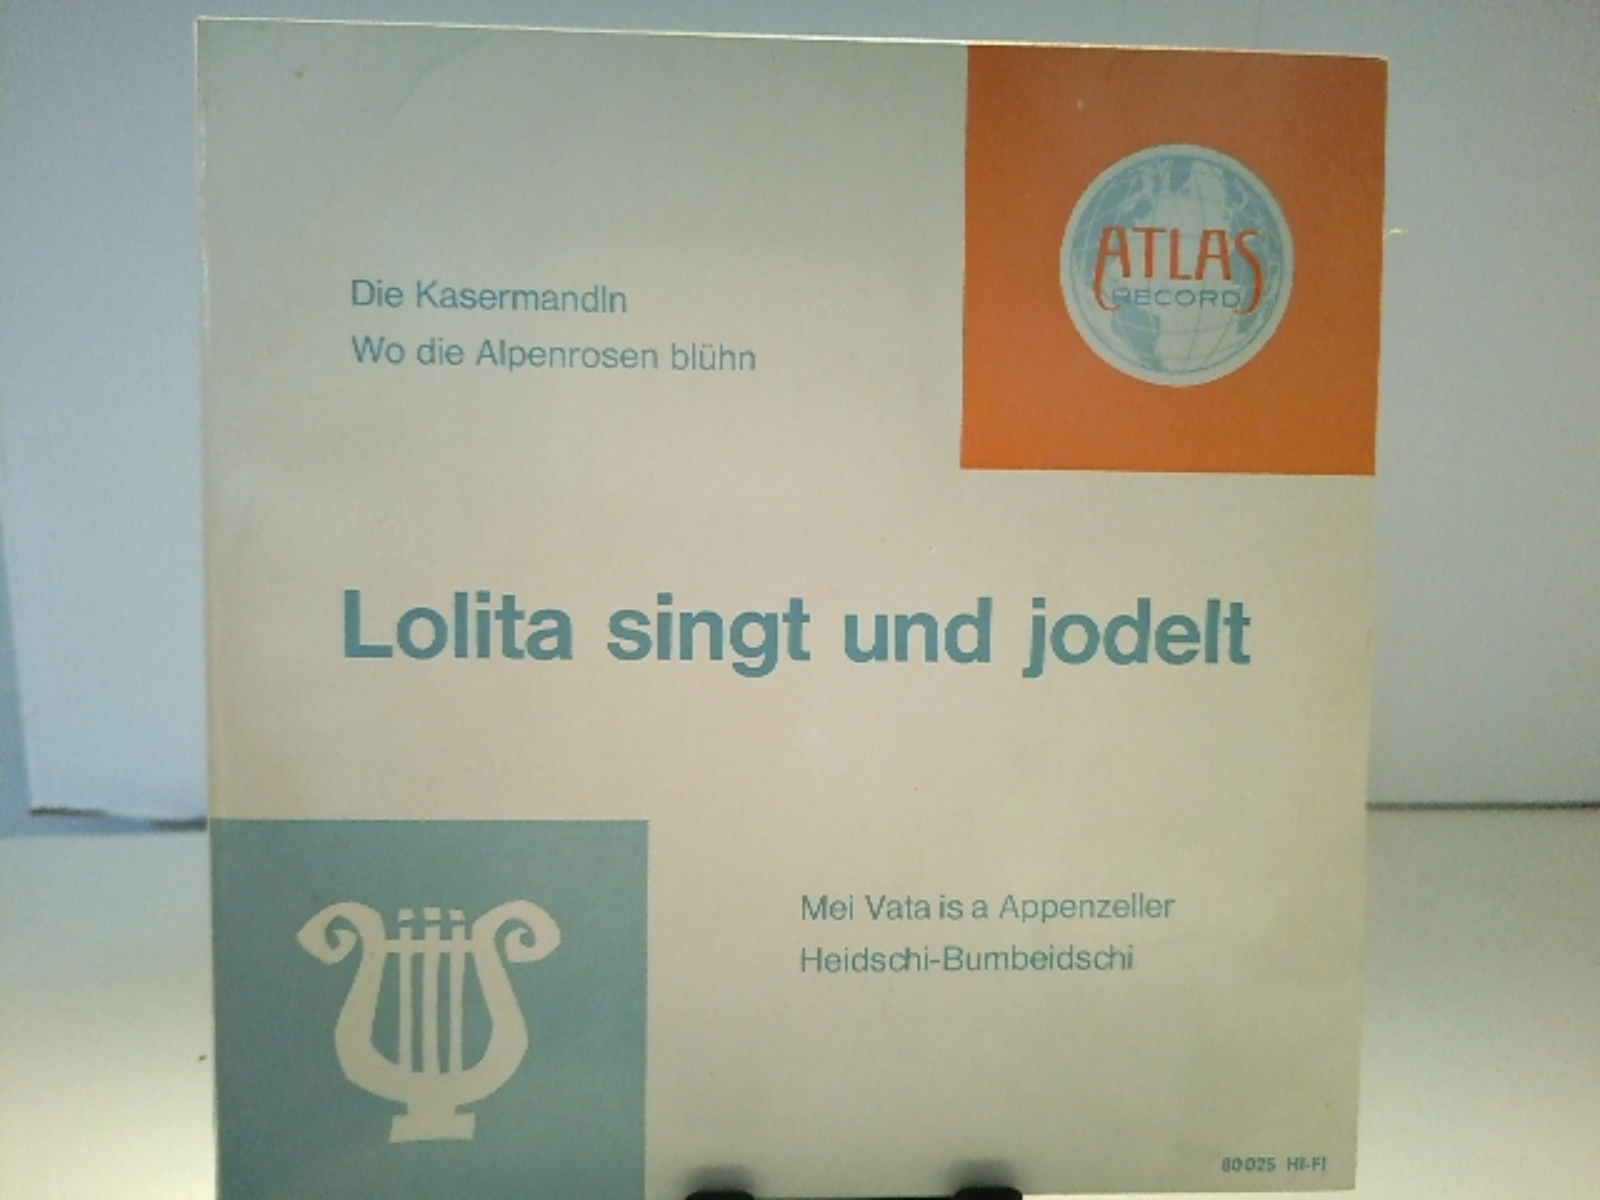 ATLAS
RECORD
Die Kasermandln
Wo die Alpenrosen blühn
Lolita singt und jodelt
Mei Vata is a Appenzeller
Heidschi-Bumbeidschi
80025 HI-FI